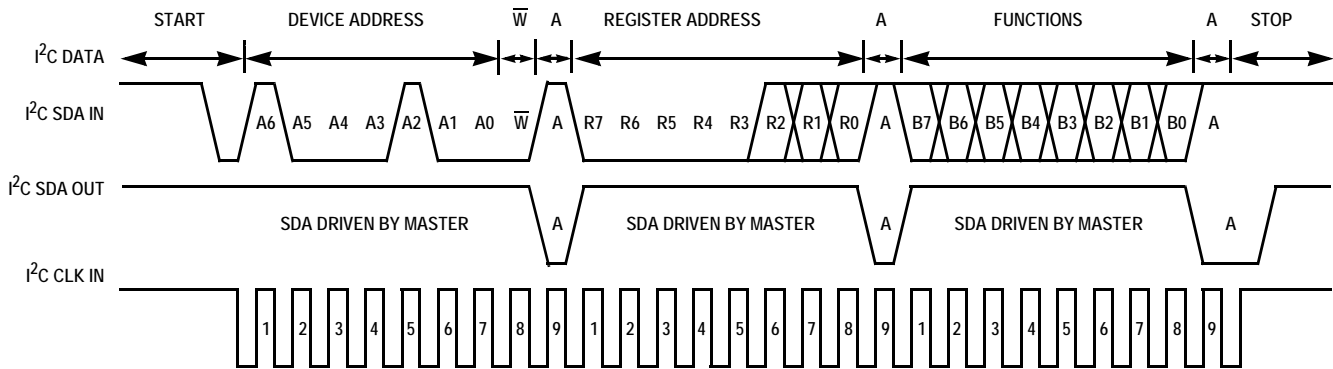 START DEVICE ADDRESS W̅ A REGISTER ADDRESS A FUNCTIONS A STOP
I²C DATA
I²C SDA IN A6 A5 A4 A3 A2 A1 A0 W̅ A R7 R6 R5 R4 R3 R2 R1 R0 A B7 B6 B5 B4 B3 B2 B1 B0 A
I²C SDA OUT
SDA DRIVEN BY MASTER A SDA DRIVEN BY MASTER A SDA DRIVEN BY MASTER A
I²C CLK IN
1 2 3 4 5 6 7 8 9 1 2 3 4 5 6 7 8 9 1 2 3 4 5 6 7 8 9